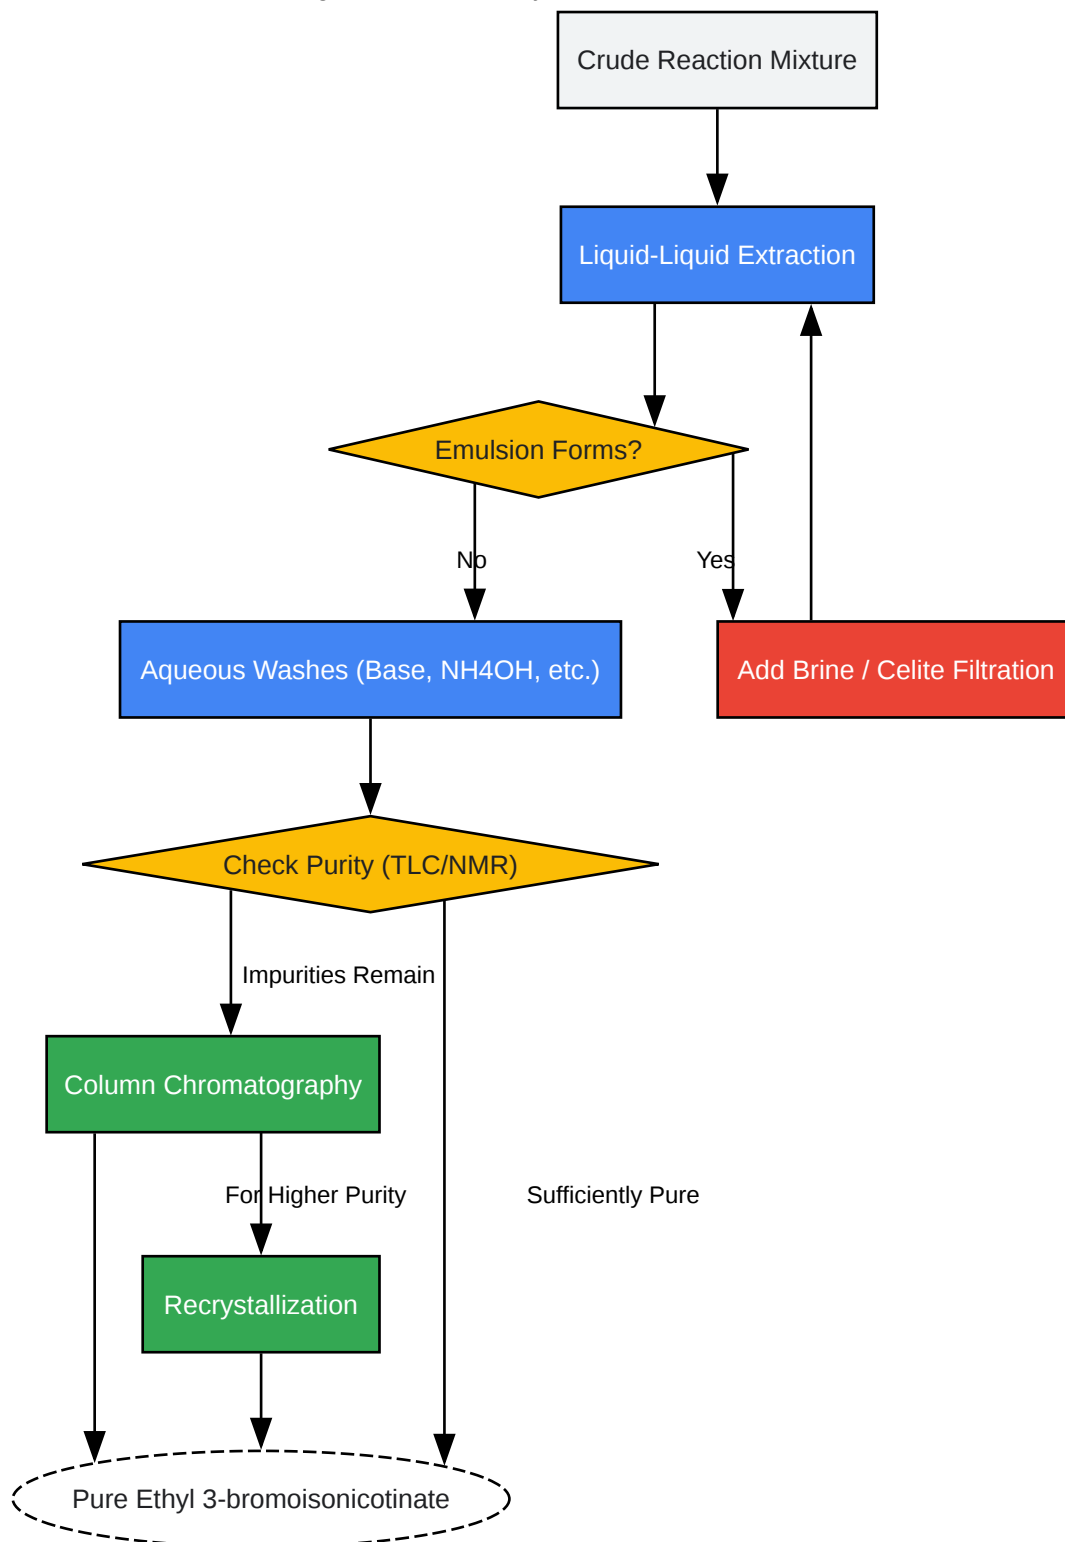 Crude Reaction Mixture
Liquid-Liquid Extraction
Emulsion Forms?
No
Yes
Aqueous Washes (Base, NH4OH, etc.)
Add Brine / Celite Filtration
Check Purity (TLC/NMR)
Impurities Remain
Column Chromatography
For Higher Purity
Sufficiently Pure
Recrystallization
Pure Ethyl 3-bromoisonicotinate